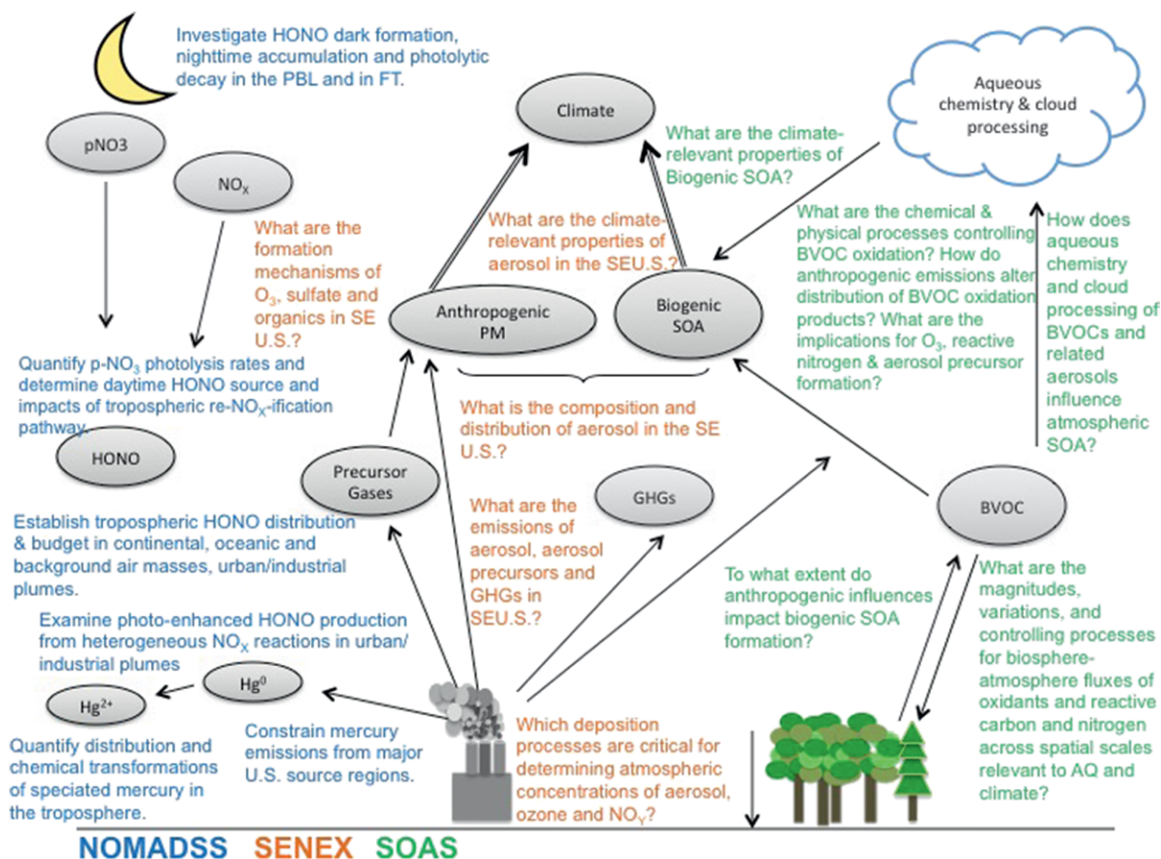 Investigate HONO dark formation,
nighttime accumulation and photolytic
decay in the PBL and in FT.
pNO3
NOX
Climate
Aqueous
chemistry & cloud
processing
What are the climate-
relevant properties of
Biogenic SOA?
What are the
formation
mechanisms of
O3, sulfate and
organics in SE
U.S.?
What are the climate-
relevant properties of
aerosol in the SEU.S.?
What are the chemical &
physical processes controlling
BVOC oxidation? How do
anthropogenic emissions alter
distribution of BVOC oxidation
products? What are the
implications for O3, reactive
nitrogen & aerosol precursor
formation?
How does
aqueous
chemistry
and cloud
processing of
BVOCs and
related
aerosols
influence
atmospheric
SOA?
Anthropogenic
PM
Biogenic
SOA
Quantify p-NO3 photolysis rates and
determine daytime HONO source and
impacts of tropospheric re-NOX-ification
pathway.
HONO
What is the composition and
distribution of aerosol in the SE
U.S.?
Precursor
Gases
GHGs
BVOC
Establish tropospheric HONO distribution
& budget in continental, oceanic and
background air masses, urban/industrial
plumes.
What are the
emissions of
aerosol, aerosol
precursors and
GHGs in
SEU.S.?
To what extent do
anthropogenic influences
impact biogenic SOA
formation?
What are the
magnitudes,
variations, and
controlling processes
for biosphere-
atmosphere fluxes of
oxidants and reactive
carbon and nitrogen
across spatial scales
relevant to AQ and
climate?
Examine photo-enhanced HONO production
from heterogeneous NOX reactions in urban/
industrial plumes
Hg0
Hg2+
Constrain mercury
emissions from major
U.S. source regions.
Quantify distribution and
chemical transformations
of speciated mercury in
the troposphere.
Which deposition
processes are critical for
determining atmospheric
concentrations of aerosol,
ozone and NOY?
NOMADSS SENEX SOAS